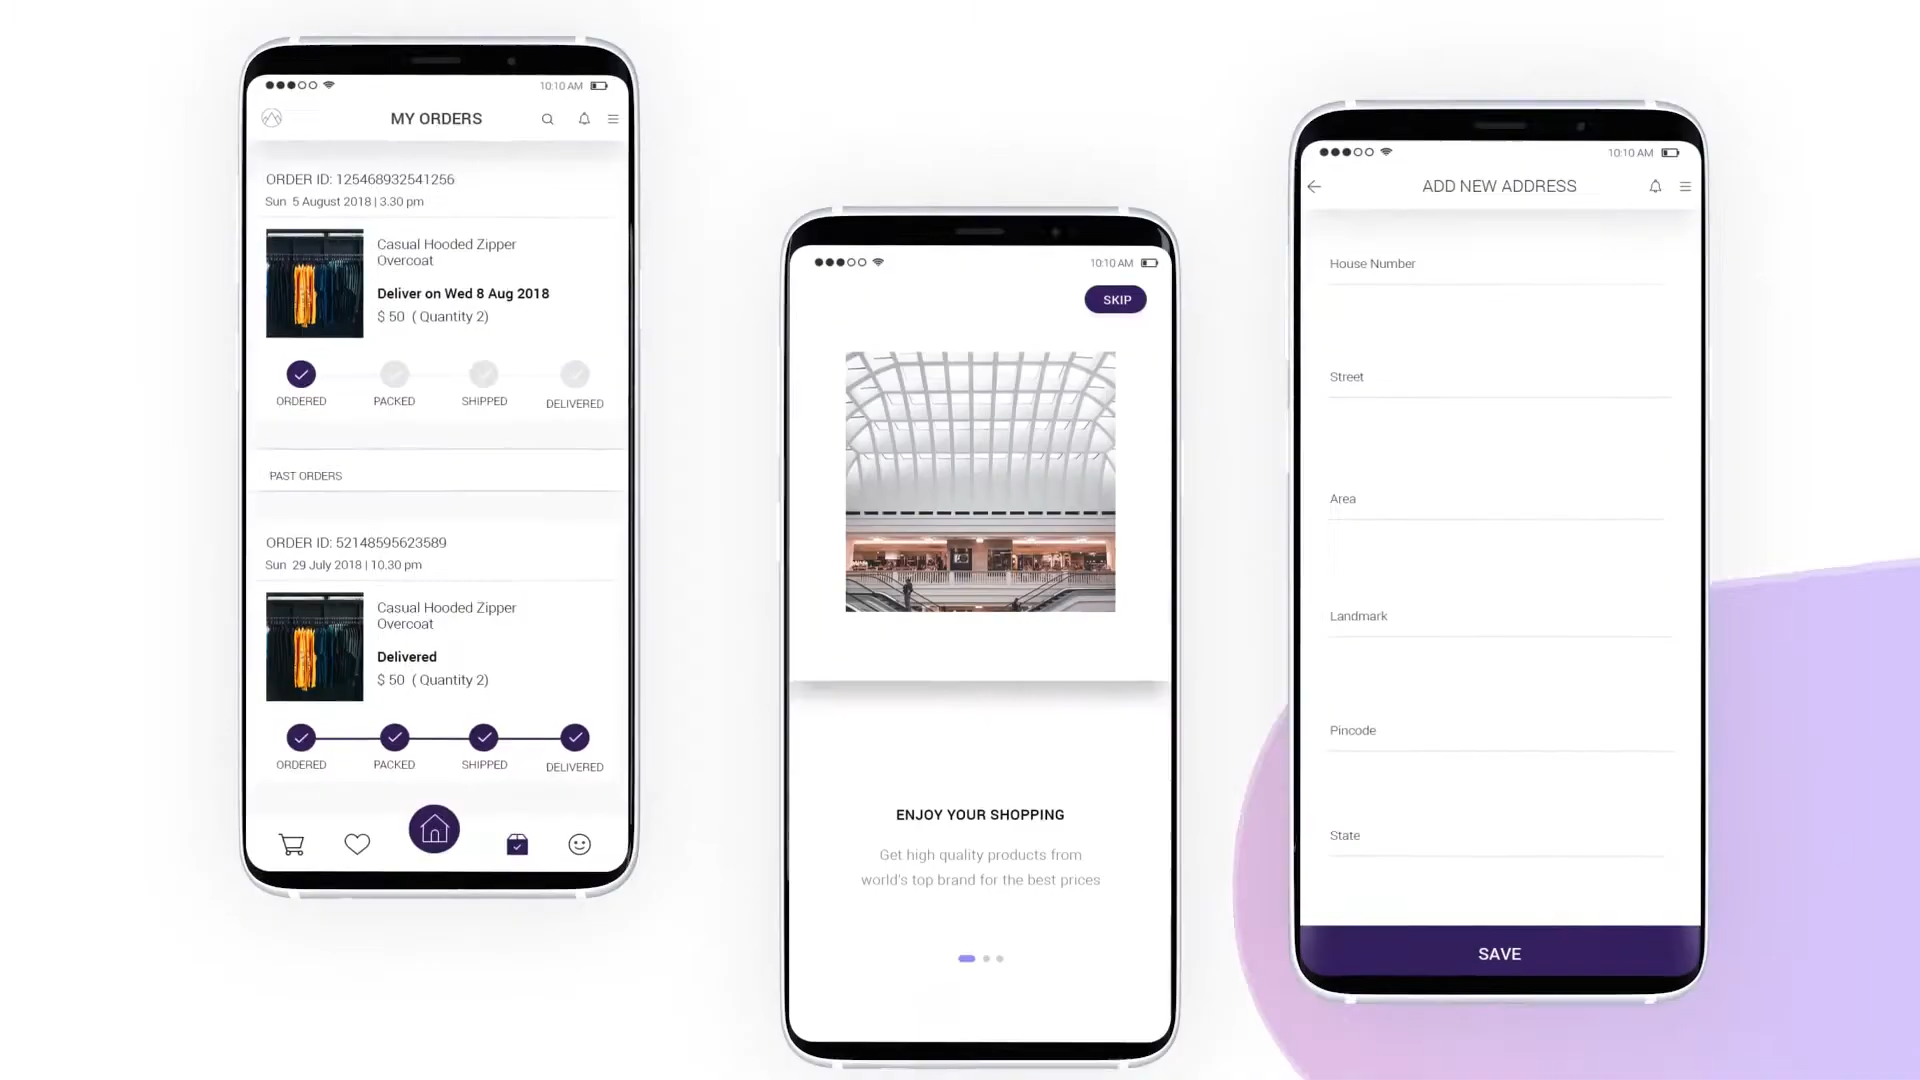 10:10 AM
MY ORDERS
ORDER ID: 125468932541256
Sun 5 August 2018 | 3.30 pm
Casual Hooded Zipper
Overcoat
Deliver on Wed 8 Aug 2018
$ 50 ( Quantity 2)
ORDERED PACKED SHIPPED DELIVERED
PAST ORDERS
ORDER ID: 52148595623589
Sun 29 July 2018 | 10.30 pm
Casual Hooded Zipper
Overcoat
Delivered
$ 50 ( Quantity 2)
ORDERED PACKED SHIPPED DELIVERED
10:10 AM
SKIP
ENJOY YOUR SHOPPING
Get high quality products from
world's top brand for the best prices
10:10 AM
ADD NEW ADDRESS
House Number
Street
Area
Landmark
Pincode
State
SAVE